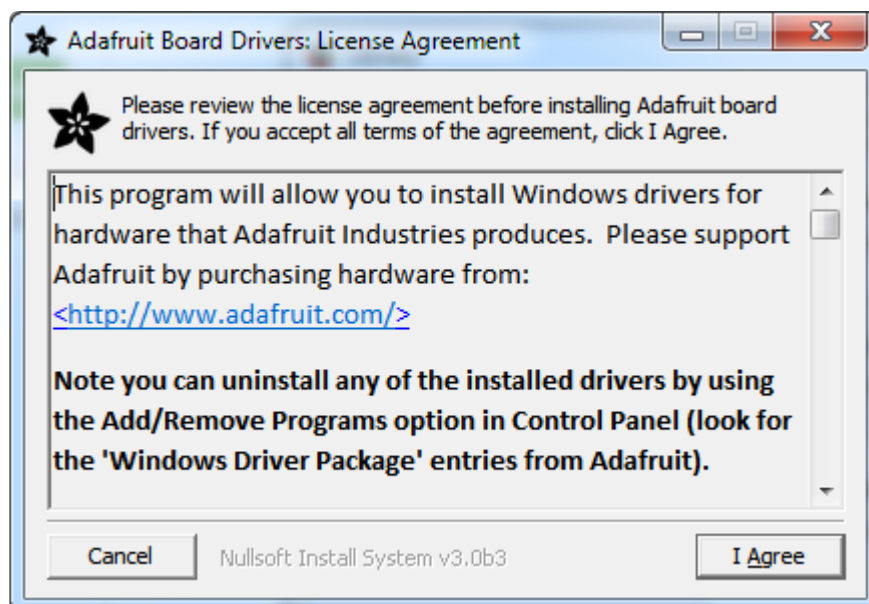 Adafruit Board Drivers: License Agreement
Please review the license agreement before installing Adafruit board
drivers. If you accept all terms of the agreement, click I Agree.
This program will allow you to install Windows drivers for
hardware that Adafruit Industries produces.  Please support
Adafruit by purchasing hardware from:
<http://www.adafruit.com/>
Note you can uninstall any of the installed drivers by using
the Add/Remove Programs option in Control Panel (look for
the 'Windows Driver Package' entries from Adafruit).
Cancel Nullsoft Install System v3.0b3 I Agree